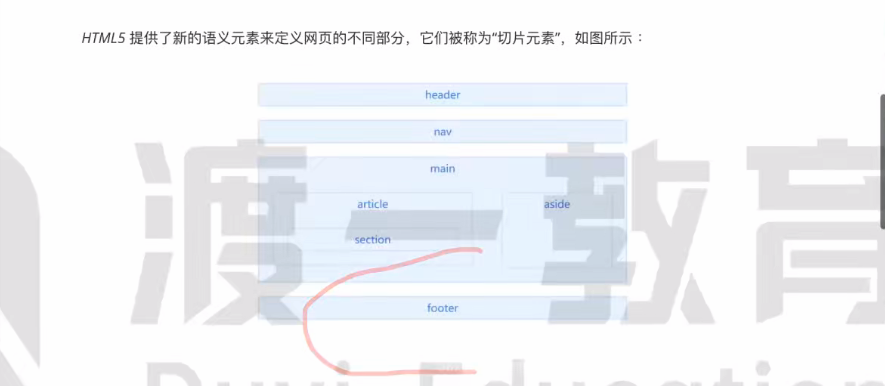 HTML5 提供了新的语义元素来定义网页的不同部分，它们被称为“切片元素”，如图所示：
header
nav
main
article
aside
section
footer
渡一教育
Duyi Education